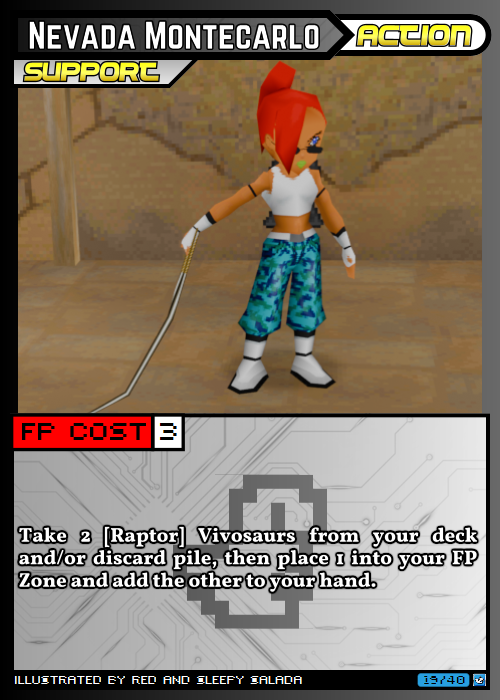 Nevada Montecarlo
ACTION
SUPPORT
FP COST 3
Take 2 [Raptor] Vivosaurs from your deck
and/or discard pile, then place 1 into your FP
Zone and add the other to your hand.
ILLUSTRATED BY RED AND SLEEPY SALADA
19/40